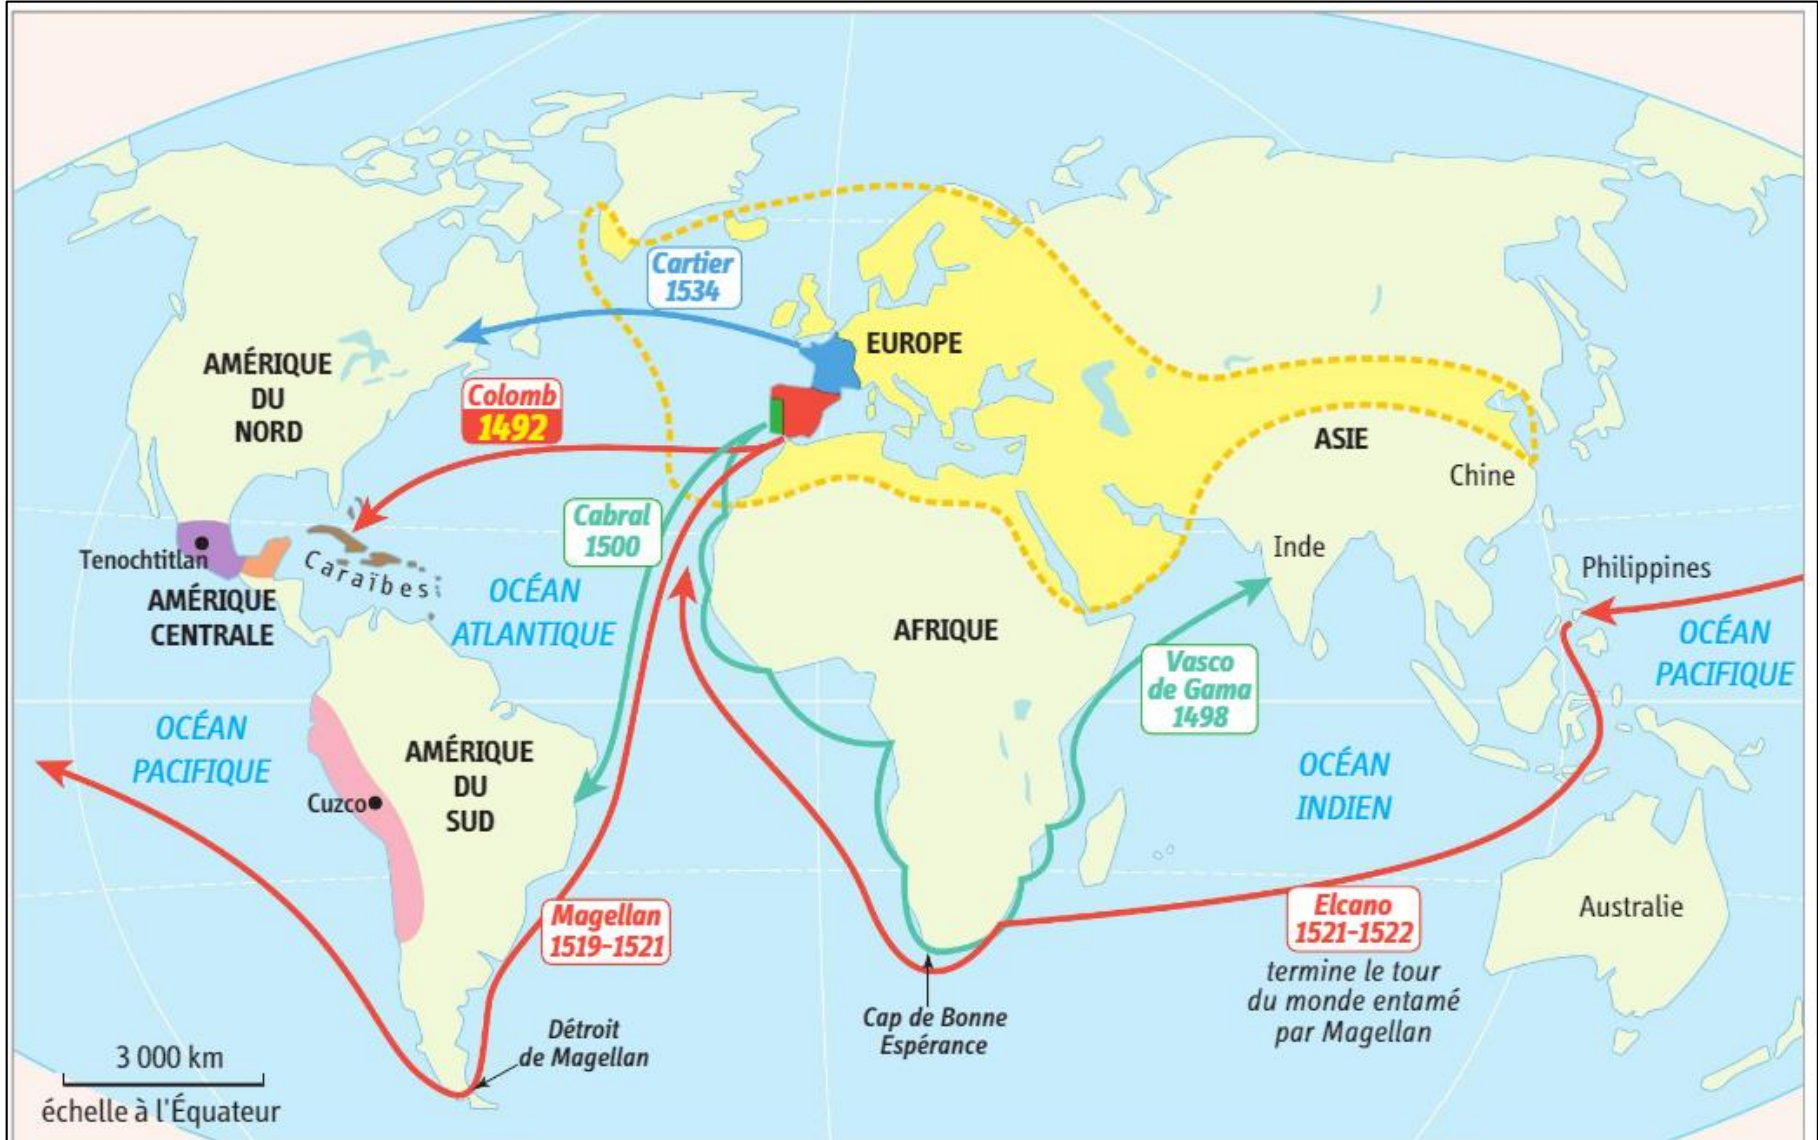 Cartier
1534
EUROPE
AMÉRIQUE
DU
NORD
Colomb
1492
ASIE
Chine
Cabral
1500
Inde
Tenochtitlan
Caraïbes
Philippines
AMÉRIQUE
CENTRALE
OCÉAN
ATLANTIQUE
AFRIQUE
OCÉAN
PACIFIQUE
Vasco
de Gama
1498
OCÉAN
PACIFIQUE
AMÉRIQUE
DU
SUD
Cuzco
OCÉAN
INDIEN
Magellan
1519-1521
Elcano
1521-1522
termine le tour
du monde entamé
par Magellan
Australie
Détroit
de Magellan
Cap de Bonne
Espérance
3 000 km
échelle à l'Équateur